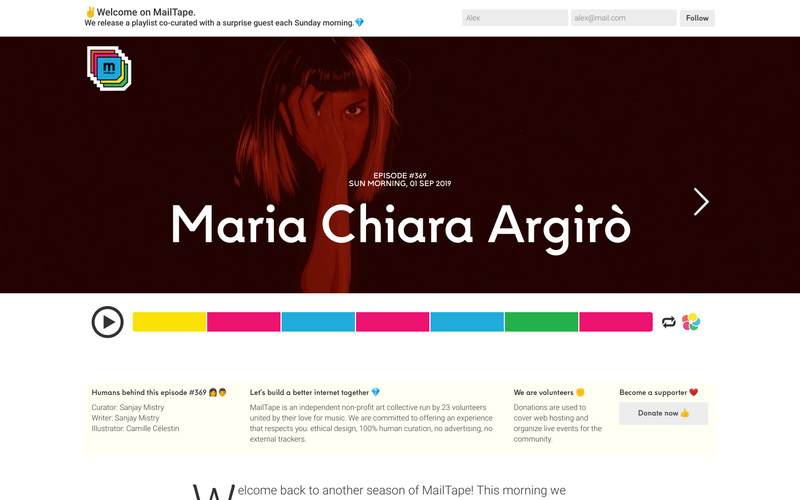 ✌️Welcome on MailTape.
We release a playlist co-curated with a surprise guest each Sunday morning.💎
Alex
alex@mail.com
Follow
m
EPISODE #369
SUN MORNING, 01 SEP 2019
Maria Chiara Argirò
Humans behind this episode #369 👩👨
Curator: Sanjay Mistry
Writer: Sanjay Mistry
Illustrator: Camille Célestin
Let's build a better internet together 💎
MailTape is an independent non-profit art collective run by 23 volunteers
united by their love for music. We are committed to offering an experience
that respects you: ethical design, 100% human curation, no advertising, no
external trackers.
We are volunteers ✊
Donations are used to
cover web hosting and
organize live events for the
community.
Become a supporter ❤️
Donate now 👍
Welcome back to another season of MailTape! This morning we